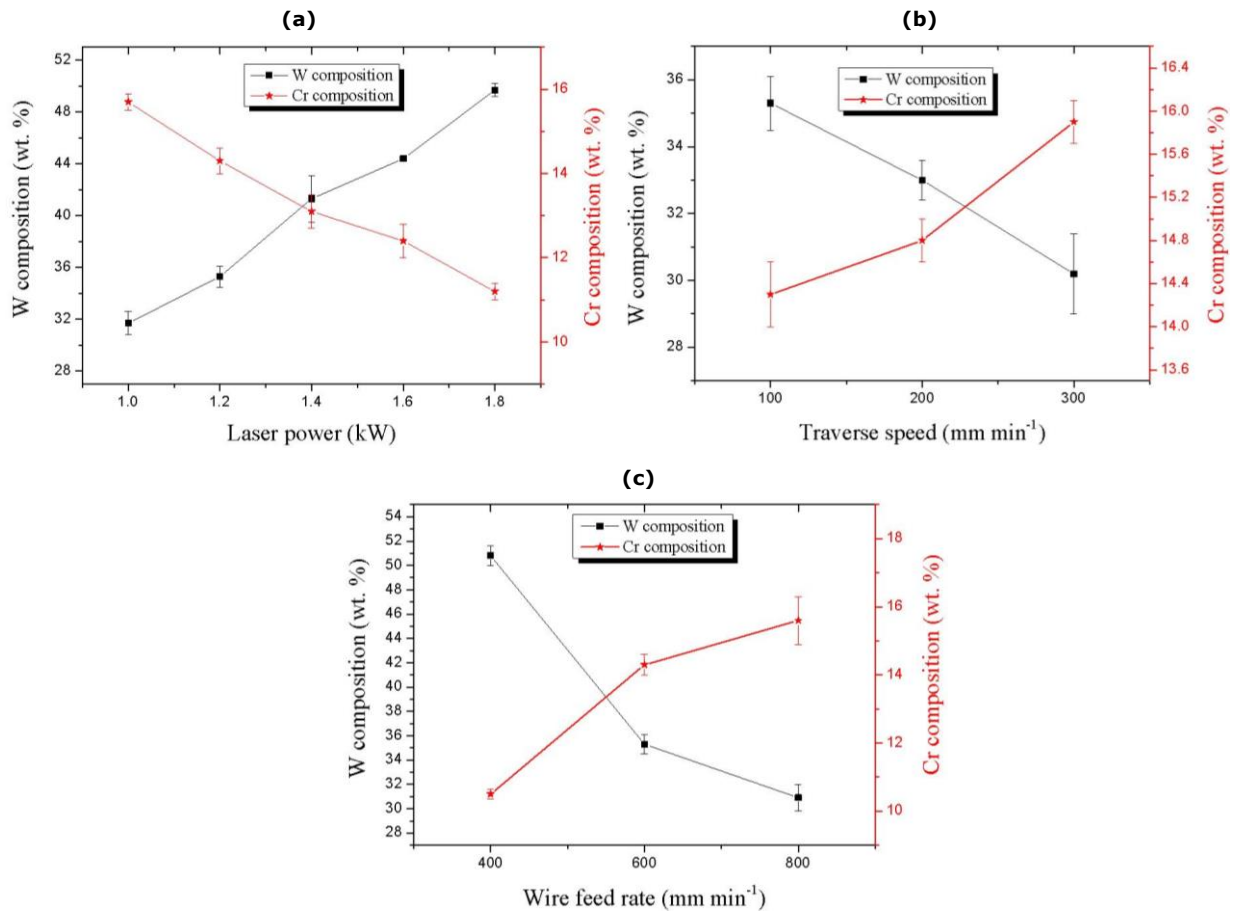 (a)
W composition
Cr composition
W composition (wt. %)
52
48
44
40
36
32
28
Cr composition (wt. %)
16
14
12
10
1.0 1.2 1.4 1.6 1.8
Laser power (kW)
(b)
W composition
Cr composition
W composition (wt. %)
36
34
32
30
28
Cr composition (wt. %)
16.4
16.0
15.6
15.2
14.8
14.4
14.0
13.6
100 200 300
Traverse speed (mm min⁻¹)
(c)
W composition
Cr composition
W composition (wt. %)
54
52
50
48
46
44
42
40
38
36
34
32
30
28
Cr composition (wt. %)
18
16
14
12
10
400 600 800
Wire feed rate (mm min⁻¹)